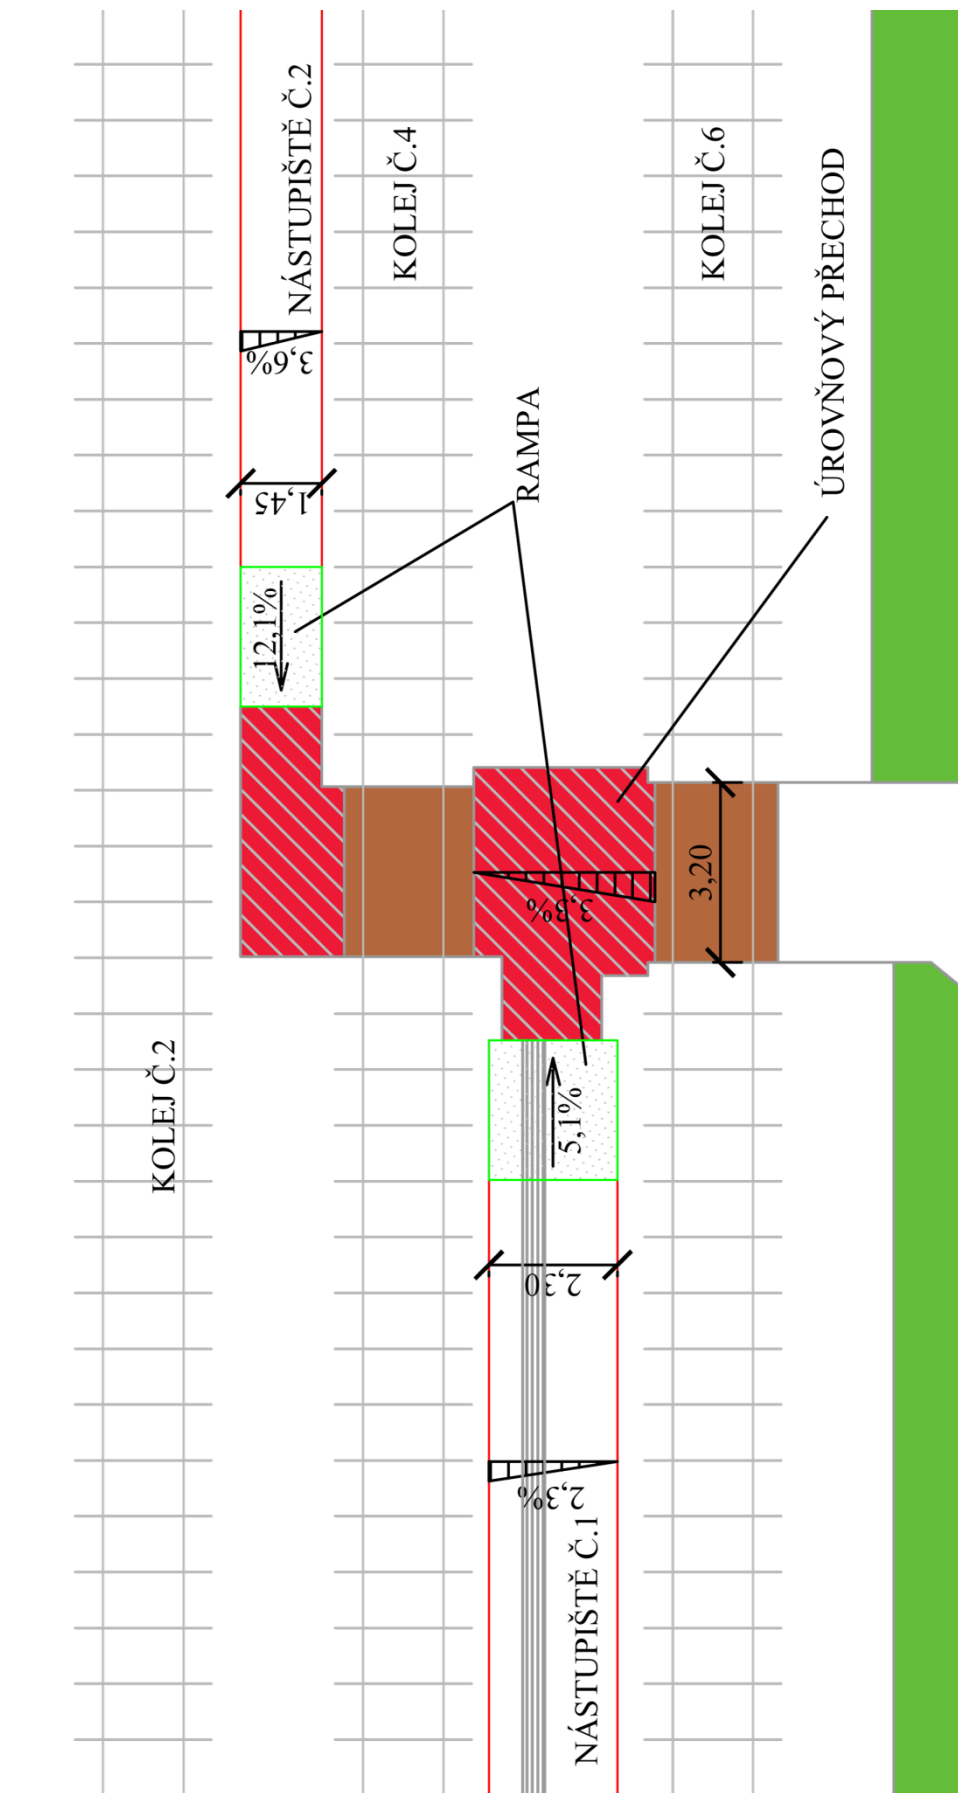 NÁSTUPIŠTĚ Č.2
KOLEJ Č.4
KOLEJ Č.6
ÚROVŇOVÝ PŘECHOD
3,6%
RAMPA
1,45
12,1%
3,20
3,3%
KOLEJ Č.2
5,1%
2,30
2,3%
NÁSTUPIŠTĚ Č.1